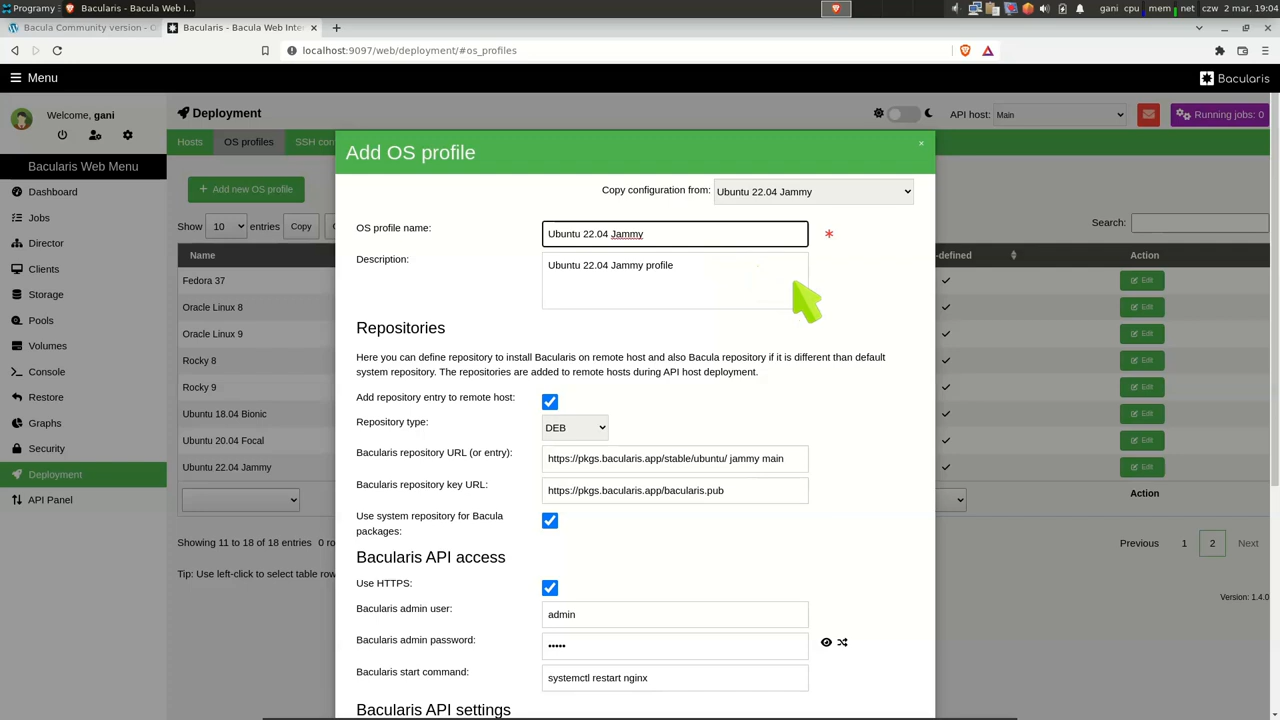 Programy
Bacularis - Bacula Web I...
gani cpu mem net czw 2 mar, 19:04
Bacula Community version - 
Bacularis - Bacula Web Inte
localhost:9097/web/deployment/#os_profiles
Menu
Bacularis
Welcome, gani
Deployment
API host:
Main
Running jobs: 0
Hosts
OS profiles
SSH con
Bacularis Web Menu
Dashboard
Jobs
Director
Clients
Storage
Pools
Volumes
Console
Restore
Graphs
Security
Deployment
API Panel
Add new OS profile
Show 10 entries Copy
Search:
Name
-defined
Action
Fedora 37
Edit
Oracle Linux 8
Edit
Oracle Linux 9
Edit
Rocky 8
Edit
Rocky 9
Edit
Ubuntu 18.04 Bionic
Edit
Ubuntu 20.04 Focal
Edit
Ubuntu 22.04 Jammy
Edit
Action
Showing 11 to 18 of 18 entries 0 ro
Previous 1 2 Next
Tip: Use left-click to select table row
Version: 1.4.0
Add OS profile
×
Copy configuration from: Ubuntu 22.04 Jammy
OS profile name: Ubuntu 22.04 Jammy *
Description: Ubuntu 22.04 Jammy profile
Repositories
Here you can define repository to install Bacularis on remote host and also Bacula repository if it is different than default
system repository. The repositories are added to remote hosts during API host deployment.
Add repository entry to remote host:
Repository type: DEB
Bacularis repository URL (or entry): https://pkgs.bacularis.app/stable/ubuntu/ jammy main
Bacularis repository key URL: https://pkgs.bacularis.app/bacularis.pub
Use system repository for Bacula
packages:
Bacularis API access
Use HTTPS:
Bacularis admin user: admin
Bacularis admin password: •••••
Bacularis start command: systemctl restart nginx
Bacularis API settings